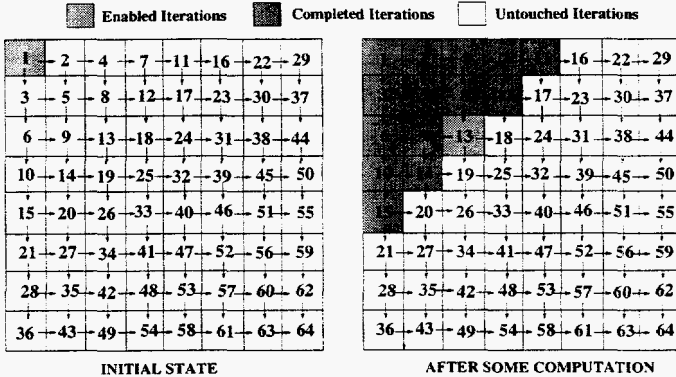 Enabled Iterations
Completed Iterations
Untouched Iterations
1 2 4 7 11 16 22 29
3 5 8 12 17 23 30 37
6 9 13 18 24 31 38 44
10 14 19 25 32 39 45 50
15 20 26 33 40 46 51 55
21 27 34 41 47 52 56 59
28 35 42 48 53 57 60 62
36 43 49 54 58 61 63 64
INITIAL STATE
16 22 29
17 23 30 37
13 18 24 31 38 44
19 25 32 39 45 50
20 26 33 40 46 51 55
21 27 34 41 47 52 56 59
28 35 42 48 53 57 60 62
36 43 49 54 58 61 63 64
AFTER SOME COMPUTATION